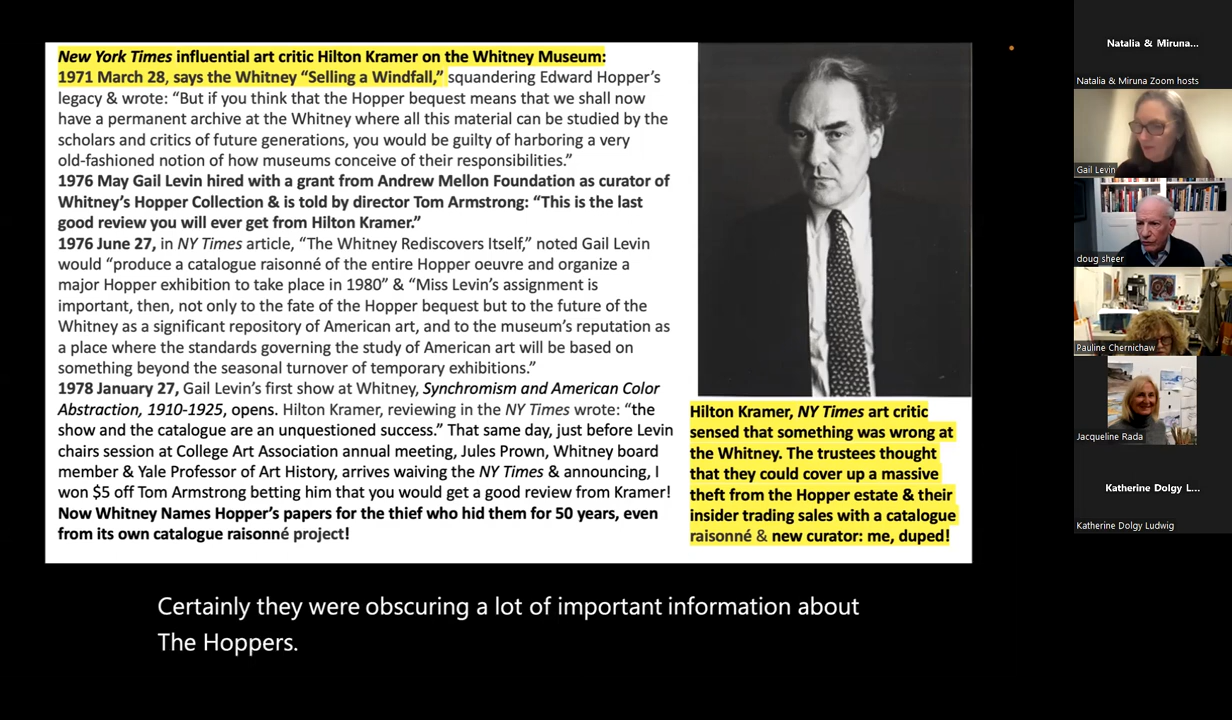 New York Times influential art critic Hilton Kramer on the Whitney Museum:
1971 March 28, says the Whitney “Selling a Windfall,” squandering Edward Hopper’s
legacy & wrote: “But if you think that the Hopper bequest means that we shall now
have a permanent archive at the Whitney where all this material can be studied by the
scholars and critics of future generations, you would be guilty of harboring a very
old-fashioned notion of how museums conceive of their responsibilities.”
1976 May Gail Levin hired with a grant from Andrew Mellon Foundation as curator of
Whitney’s Hopper Collection & is told by director Tom Armstrong: “This is the last
good review you will ever get from Hilton Kramer.”
1976 June 27, in NY Times article, “The Whitney Rediscovers Itself,” noted Gail Levin
would “produce a catalogue raisonné of the entire Hopper oeuvre and organize a
major Hopper exhibition to take place in 1980” & “Miss Levin’s assignment is
important, then, not only to the fate of the Hopper bequest but to the future of the
Whitney as a significant repository of American art, and to the museum’s reputation as
a place where the standards governing the study of American art will be based on
something beyond the seasonal turnover of temporary exhibitions.”
1978 January 27, Gail Levin’s first show at Whitney, Synchromism and American Color
Abstraction, 1910-1925, opens. Hilton Kramer, reviewing in the NY Times wrote: “the
show and the catalogue are an unquestioned success.” That same day, just before Levin
chairs session at College Art Association annual meeting, Jules Prown, Whitney board
member & Yale Professor of Art History, arrives waiving the NY Times & announcing, I
won $5 off Tom Armstrong betting him that you would get a good review from Kramer!
Now Whitney Names Hopper’s papers for the thief who hid them for 50 years, even
from its own catalogue raisonné project!
Hilton Kramer, NY Times art critic
sensed that something was wrong at
the Whitney. The trustees thought
that they could cover up a massive
theft from the Hopper estate & their
insider trading sales with a catalogue
raisonné & new curator: me, duped!
Certainly they were obscuring a lot of important information about
The Hoppers.
Natalia & Miruna...
Natalia & Miruna Zoom hosts
Gail Levin
doug sheer
Pauline Chernichaw
Jacqueline Rada
Katherine Dolgy L...
Katherine Dolgy Ludwig